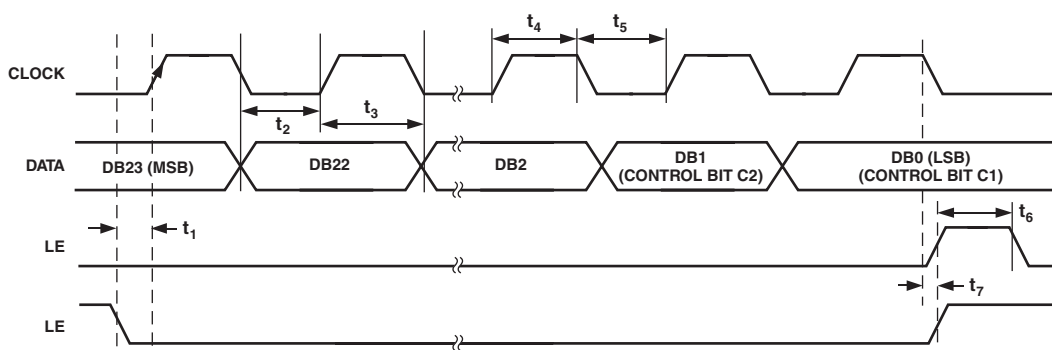 t4 t5
CLOCK
t2 t3
DATA DB23 (MSB) DB22 DB2 DB1 DB0 (LSB)
(CONTROL BIT C2) (CONTROL BIT C1)
t1 t6
LE
t7
LE